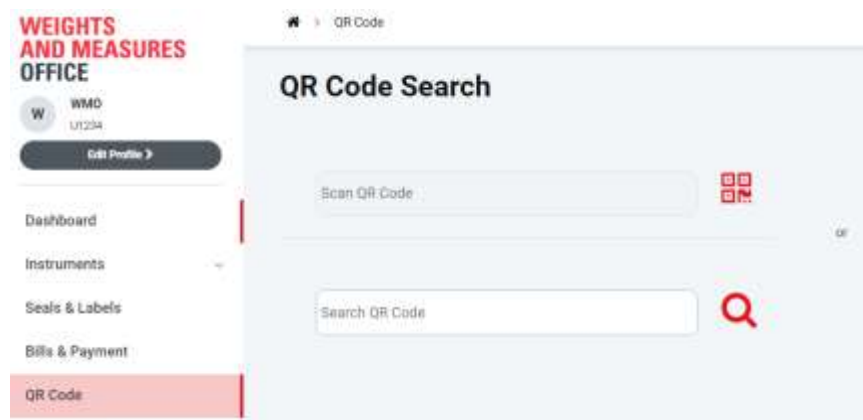 WEIGHTS
AND MEASURES
OFFICE
W
WMO
U1234
Edit Profile
Dashboard
Instruments
Seals & Labels
Bills & Payment
QR Code
QR Code
QR Code Search
Scan QR Code
or
Search QR Code